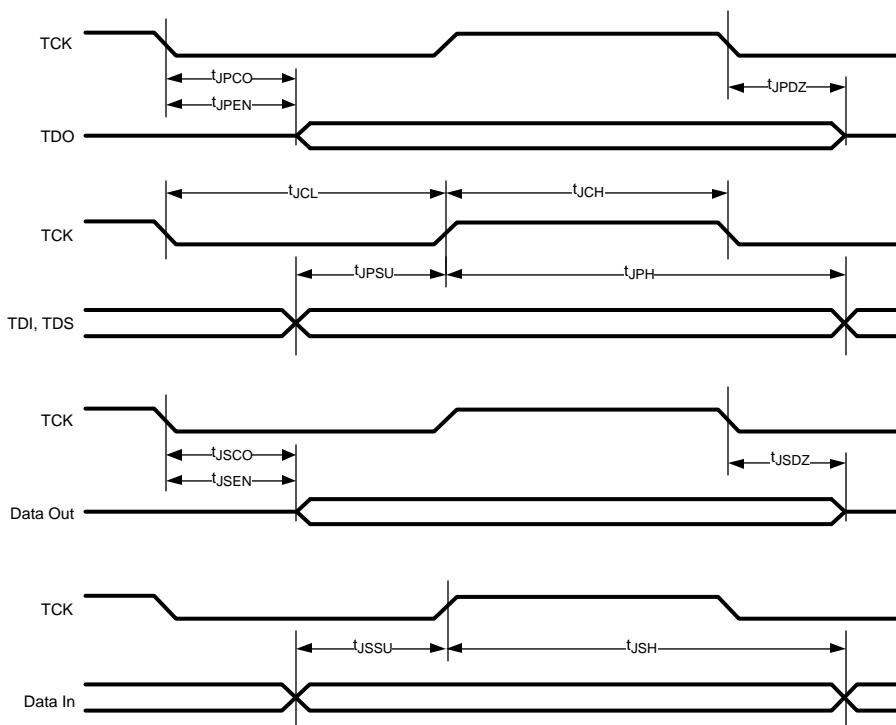 TCK
tJPCO
tJPDZ
tJPEN
TDO
tJCL
tJCH
TCK
tJPSU
tJPH
TDI, TDS
TCK
tJSCO
tJSDZ
tJSEN
Data Out
TCK
tJSSU
tJSH
Data In